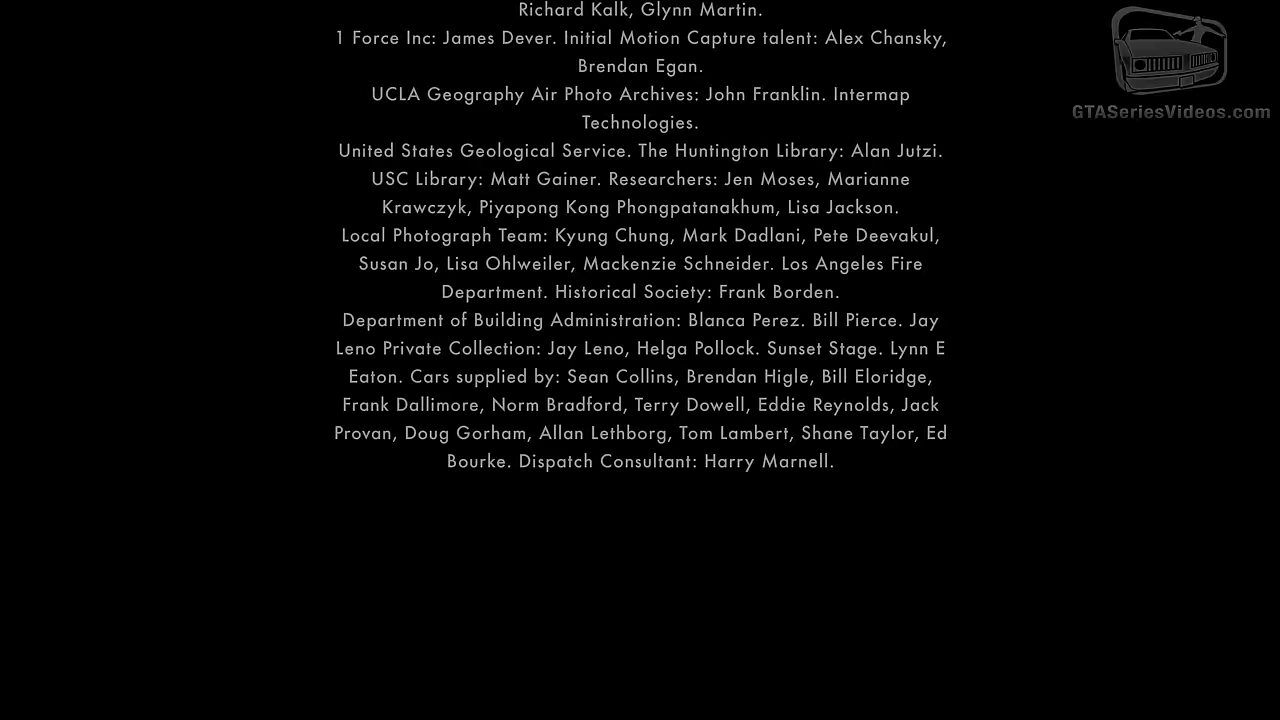 Richard Kalk, Glynn Martin.
1 Force Inc: James Dever. Initial Motion Capture talent: Alex Chansky,
Brendan Egan.
UCLA Geography Air Photo Archives: John Franklin. Intermap
Technologies.
United States Geological Service. The Huntington Library: Alan Jutzi.
USC Library: Matt Gainer. Researchers: Jen Moses, Marianne
Krawczyk, Piyapong Kong Phongpatanakhum, Lisa Jackson.
Local Photograph Team: Kyung Chung, Mark Dadlani, Pete Deevakul,
Susan Jo, Lisa Ohlweiler, Mackenzie Schneider. Los Angeles Fire
Department. Historical Society: Frank Borden.
Department of Building Administration: Blanca Perez. Bill Pierce. Jay
Leno Private Collection: Jay Leno, Helga Pollock. Sunset Stage. Lynn E
Eaton. Cars supplied by: Sean Collins, Brendan Higle, Bill Eloridge,
Frank Dallimore, Norm Bradford, Terry Dowell, Eddie Reynolds, Jack
Provan, Doug Gorham, Allan Lethborg, Tom Lambert, Shane Taylor, Ed
Bourke. Dispatch Consultant: Harry Marnell.
GTASeriesVideos.com